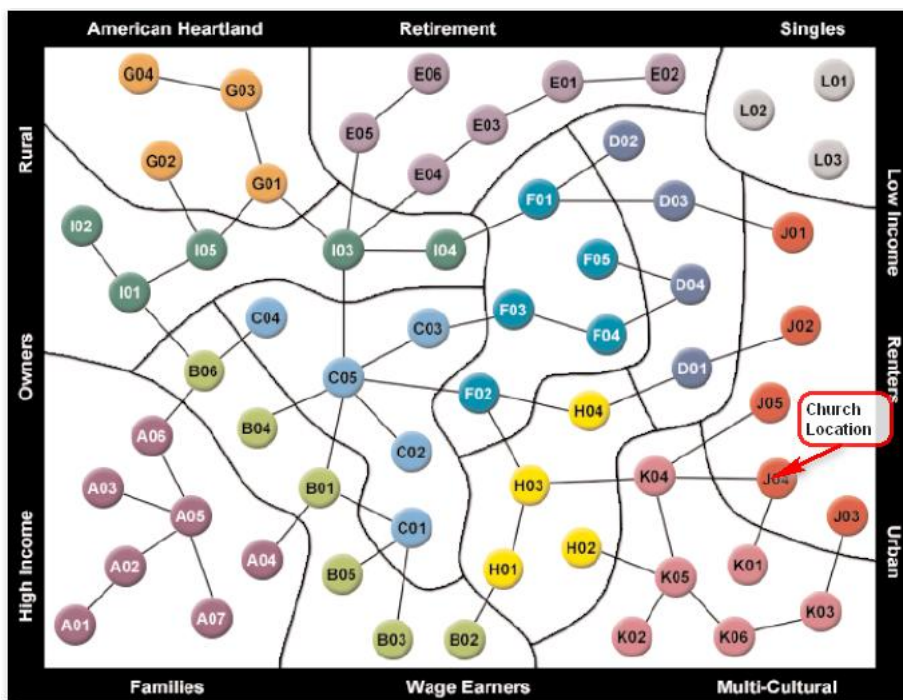 American Heartland
Retirement
Singles
Rural
Owners
High Income
Low Income
Renters
Urban
Families
Wage Earners
Multi-Cultural
G04
G03
G02
G01
E06
E01
E02
E05
E03
E04
L01
L02
L03
D02
F01
D03
J01
I02
I05
I03
I04
I01
F05
D04
C04
C03
F03
F04
J02
B06
C05
F02
D01
H04
J05
Church
Location
A06
B04
C02
A03
B01
H03
K04
J04
A05
C01
J03
A02
A04
B05
H01
H02
K05
K01
A01
A07
B03
B02
K02
K06
K03